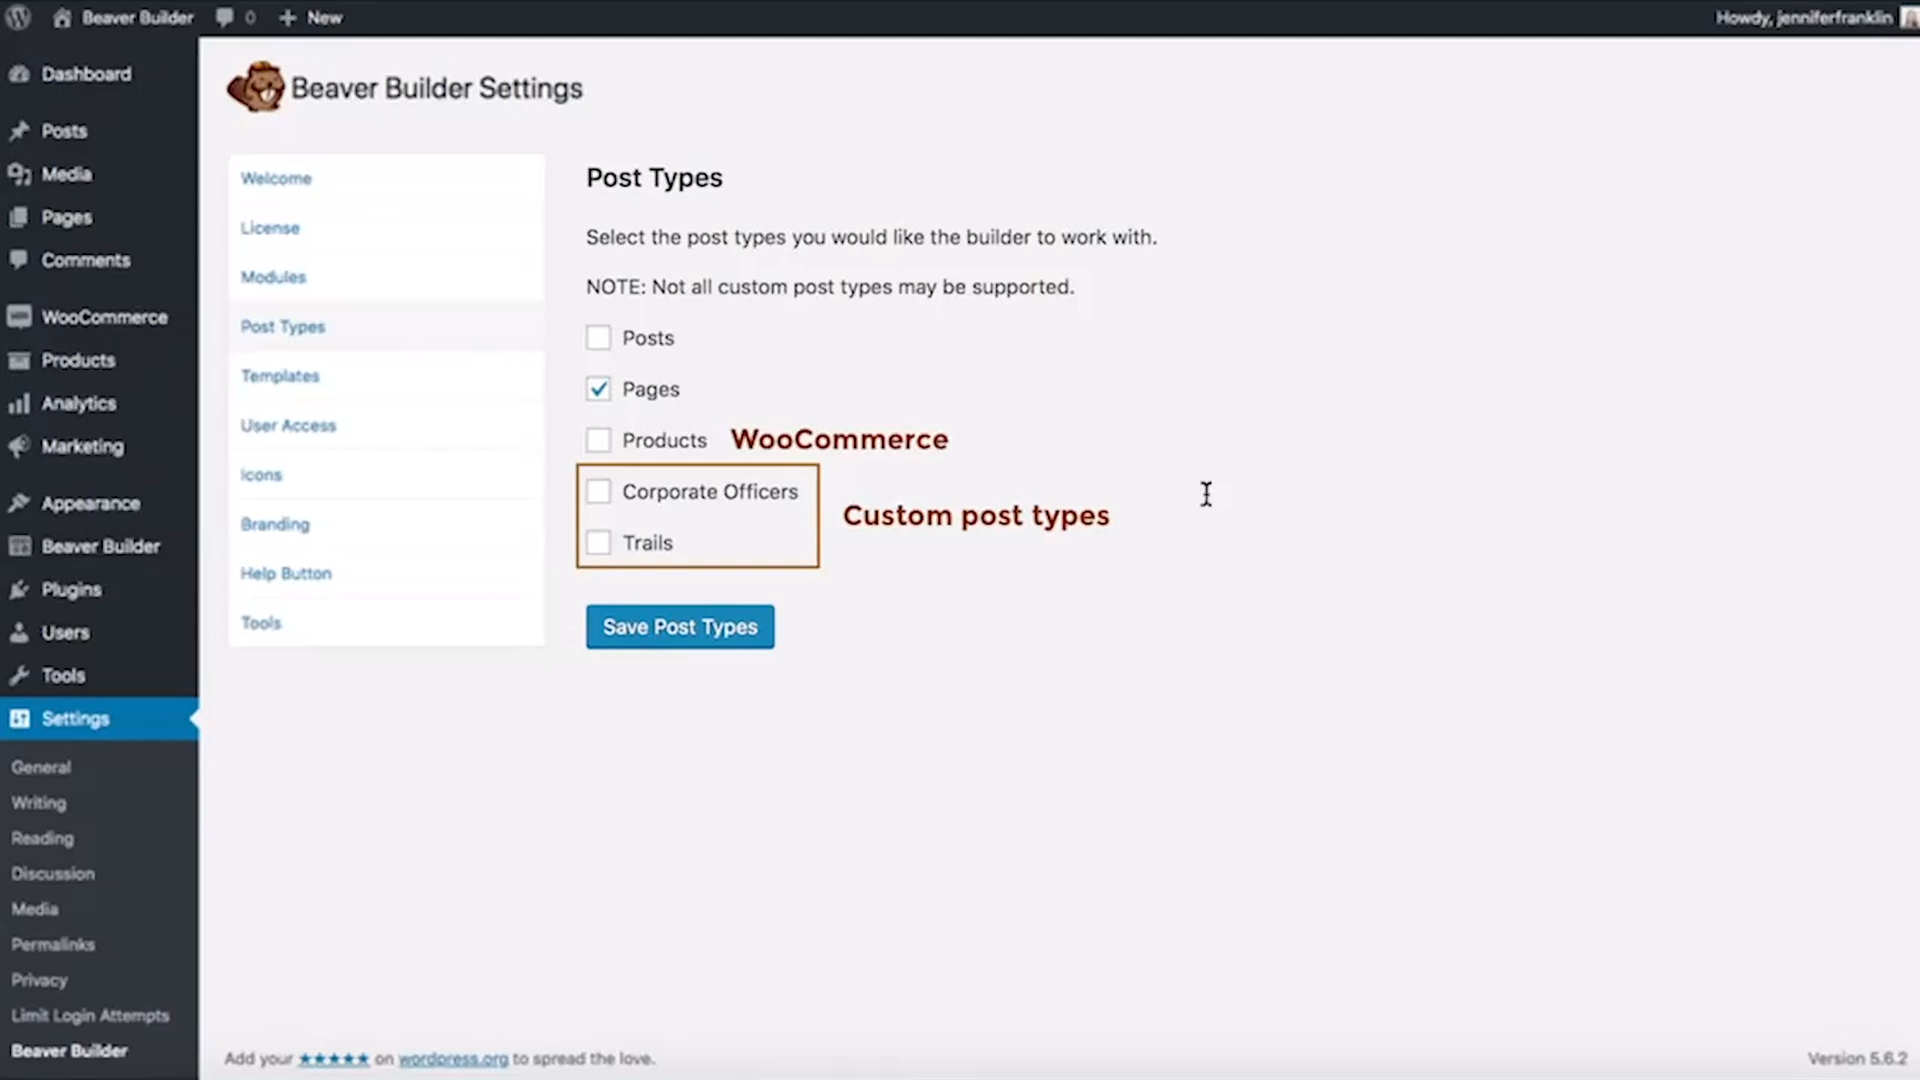 Beaver Builder 0 New Howdy, jenniferfranklin
Dashboard
Posts
Media
Pages
Comments
WooCommerce
Products
Analytics
Marketing
Appearance
Beaver Builder
Plugins
Users
Tools
Settings
General
Writing
Reading
Discussion
Media
Permalinks
Privacy
Limit Login Attempts
Beaver Builder
Beaver Builder Settings
Welcome
License
Modules
Post Types
Templates
User Access
Icons
Branding
Help Button
Tools
Post Types
Select the post types you would like the builder to work with.
NOTE: Not all custom post types may be supported.
Posts
Pages
Products WooCommerce
Corporate Officers
Custom post types
Trails
Save Post Types
Add your ★★★★★ on wordpress.org to spread the love.
Version 5.6.2